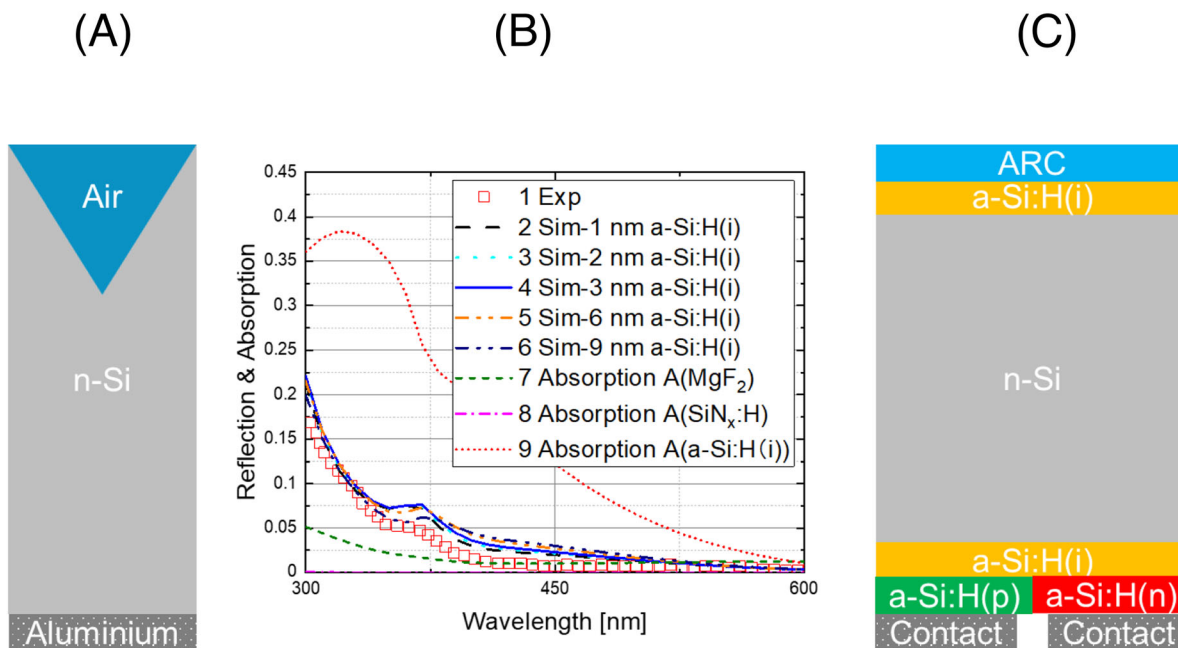 (A)
(B)
(C)
Air
n-Si
Aluminium
Reflection & Absorption
0.45
0.4
0.35
0.3
0.25
0.2
0.15
0.1
0.05
0
300
450
600
Wavelength [nm]
1 Exp
2 Sim-1 nm a-Si:H(i)
3 Sim-2 nm a-Si:H(i)
4 Sim-3 nm a-Si:H(i)
5 Sim-6 nm a-Si:H(i)
6 Sim-9 nm a-Si:H(i)
7 Absorption A(MgF₂)
8 Absorption A(SiNₓ:H)
9 Absorption A(a-Si:H(i))
ARC
a-Si:H(i)
n-Si
a-Si:H(i)
a-Si:H(p) a-Si:H(n)
Contact Contact